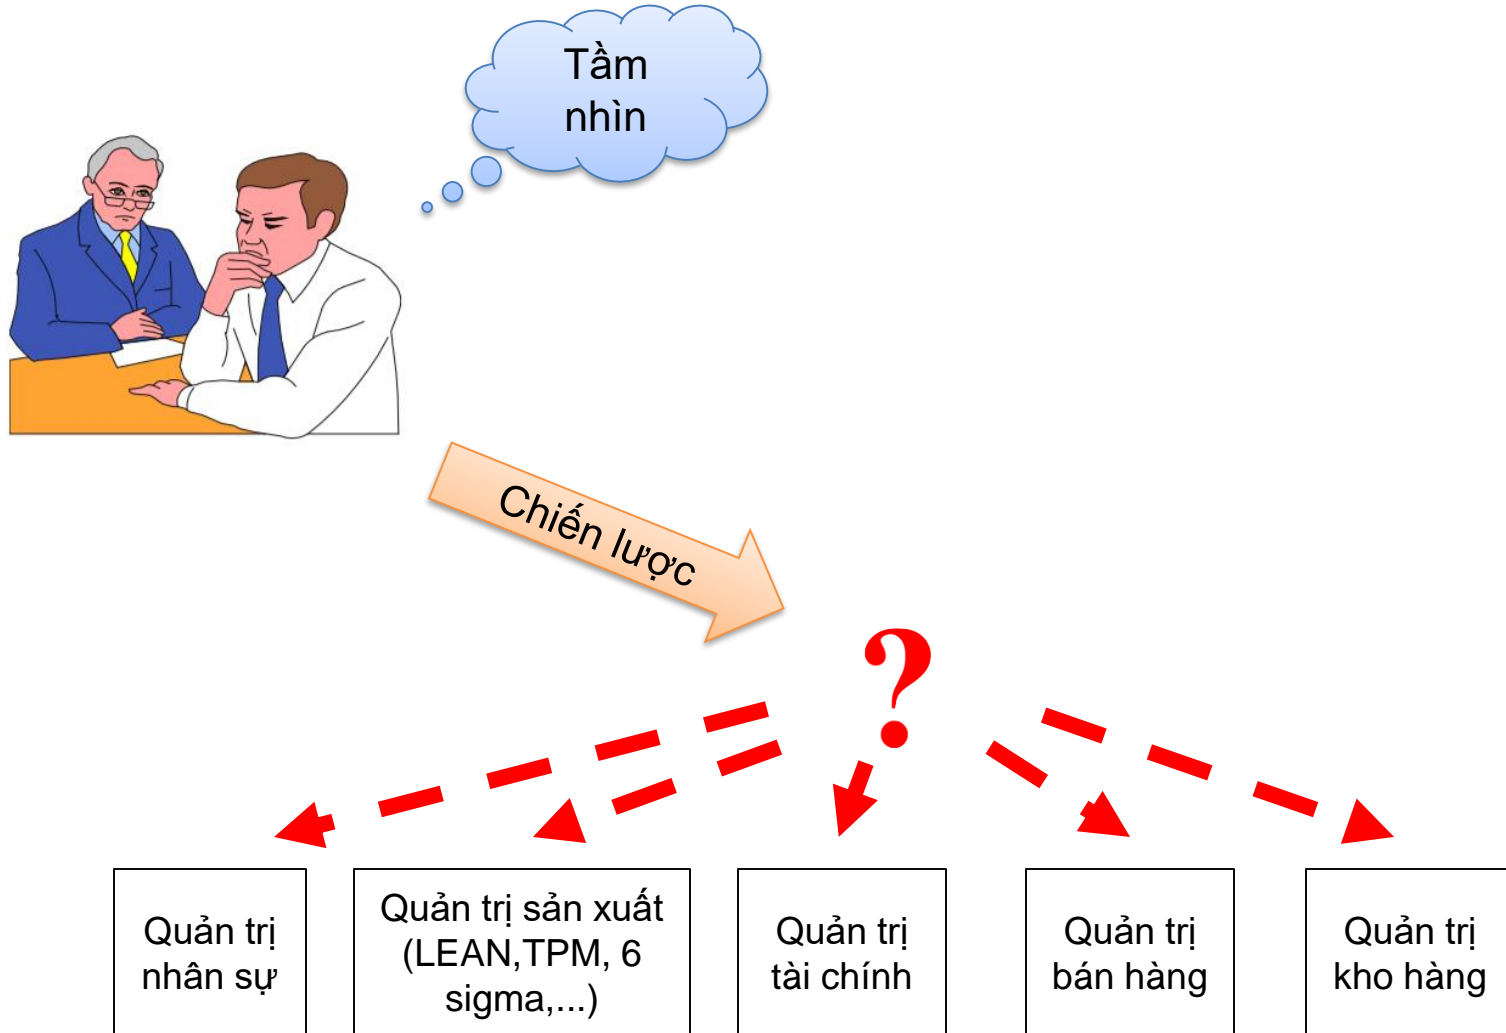 Tầm
nhìn
Chiến lược
?
Quản trị
nhân sự
Quản trị sản xuất
(LEAN,TPM, 6
sigma,...)
Quản trị
tài chính
Quản trị
bán hàng
Quản trị
kho hàng